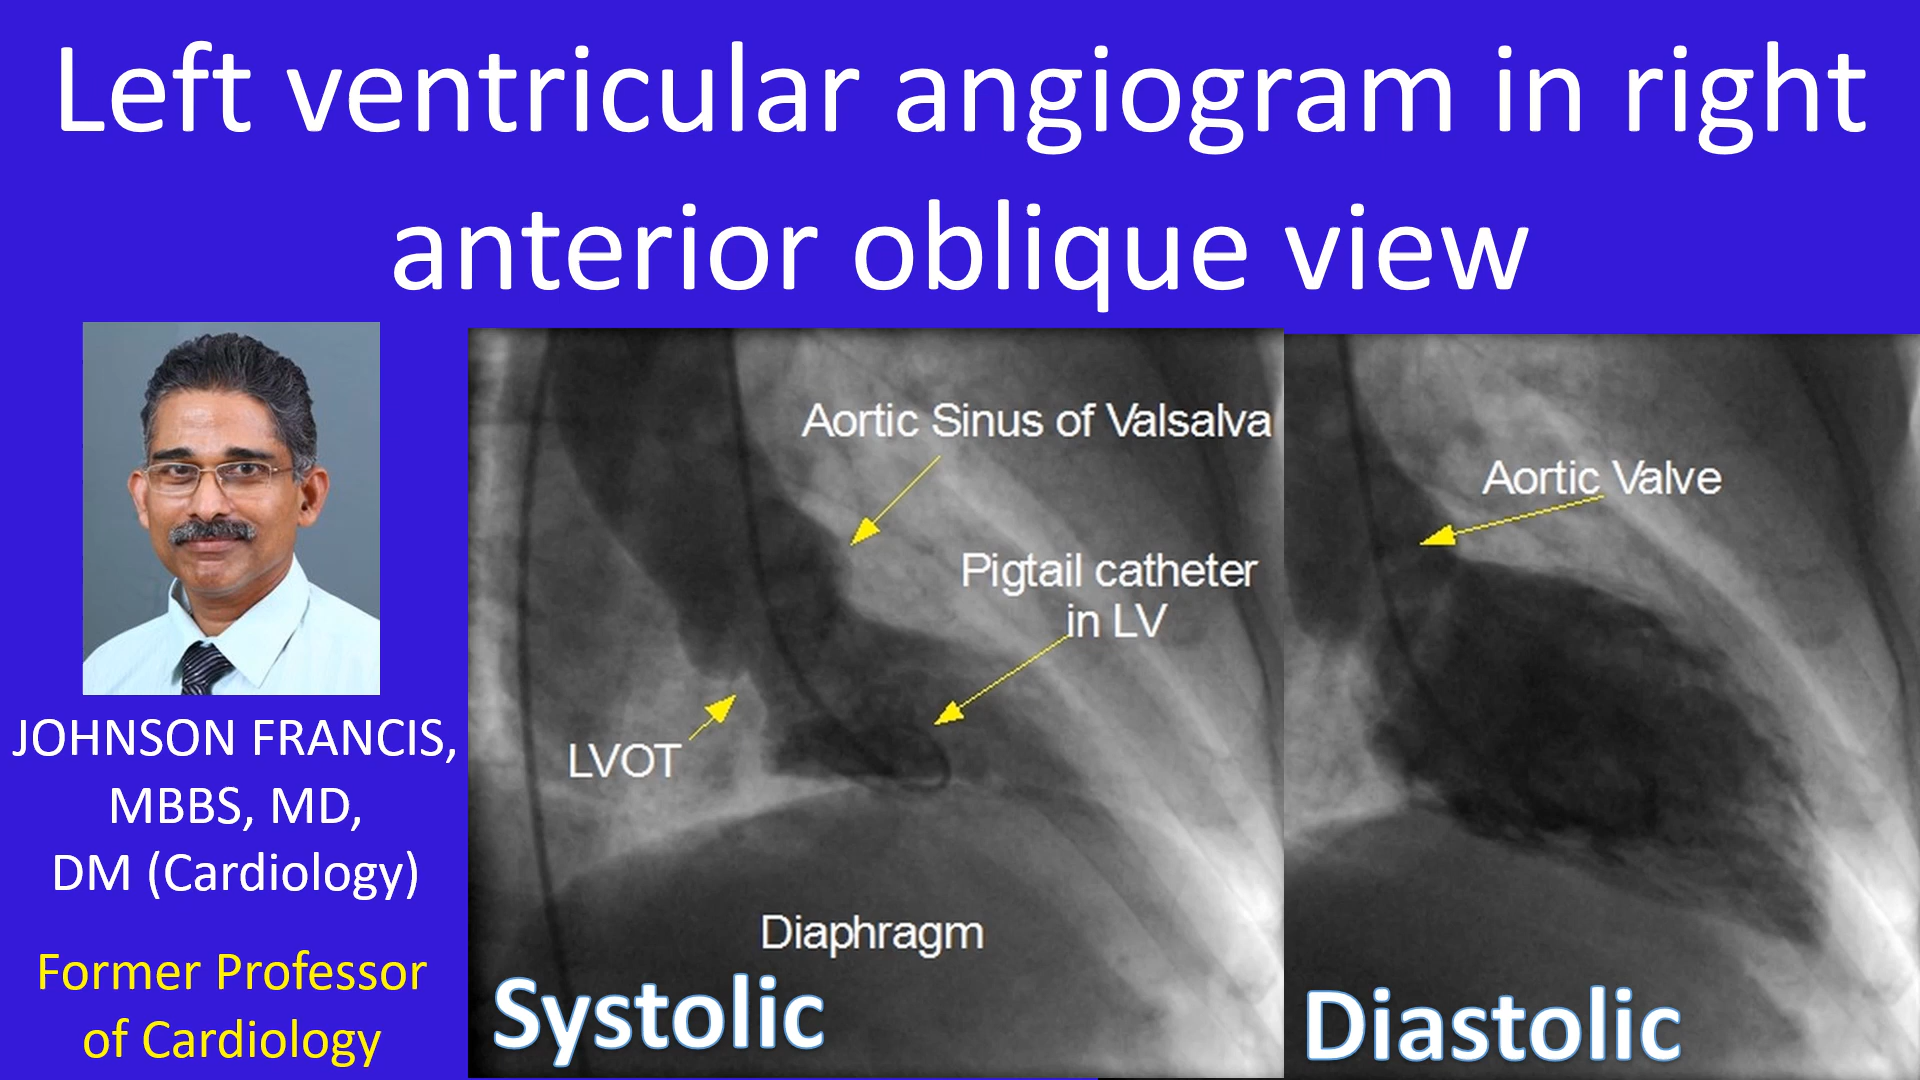 Left ventricular angiogram in right
anterior oblique view
JOHNSON FRANCIS,
MBBS, MD,
DM (Cardiology)
Former Professor
of Cardiology
Aortic Sinus of Valsalva
Pigtail catheter
in LV
LVOT
Diaphragm
Systolic
Aortic Valve
Diastolic